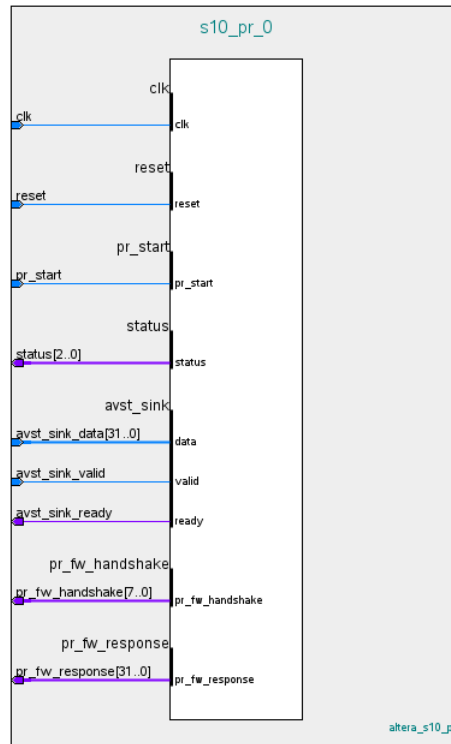 s10_pr_0
clk
clk
clk
reset
reset
reset
pr_start
pr_start
pr_start
status
status[2..0]
status
avst_sink
avst_sink_data[31..0]
data
avst_sink_valid
valid
avst_sink_ready
ready
pr_fw_handshake
pr_fw_handshake[7..0]
pr_fw_handshake
pr_fw_response
pr_fw_response[31..0]
pr_fw_response
altera_s10_p